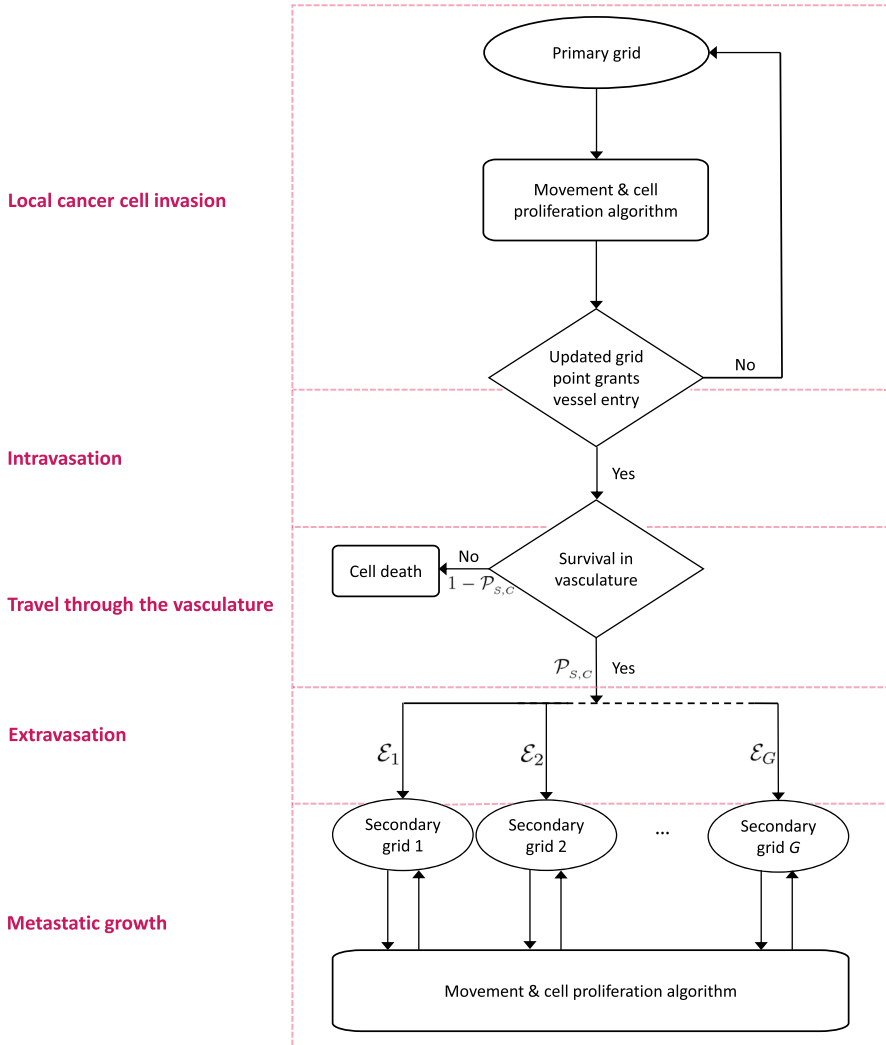 Primary grid
Local cancer cell invasion
Movement & cell
proliferation algorithm
Updated grid
point grants
vessel entry
No
Intravasation
Yes
Travel through the vasculature
Cell death
No
1 − 𝒫s,C
Survival in
vasculature
𝒫s,C
Yes
Extravasation
ℰ1
ℰ2
ℰG
Metastatic growth
Secondary
grid 1
Secondary
grid 2
...
Secondary
grid G
Movement & cell proliferation algorithm